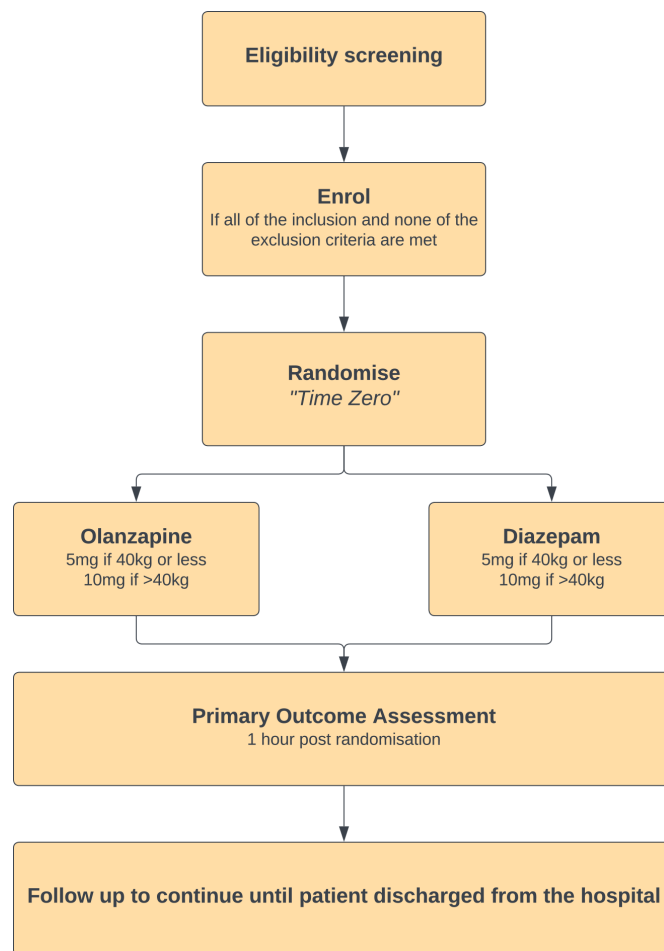 Eligibility screening
Enrol
If all of the inclusion and none of the
exclusion criteria are met
Randomise
"Time Zero"
Olanzapine
5mg if 40kg or less
10mg if >40kg
Diazepam
5mg if 40kg or less
10mg if >40kg
Primary Outcome Assessment
1 hour post randomisation
Follow up to continue until patient discharged from the hospital